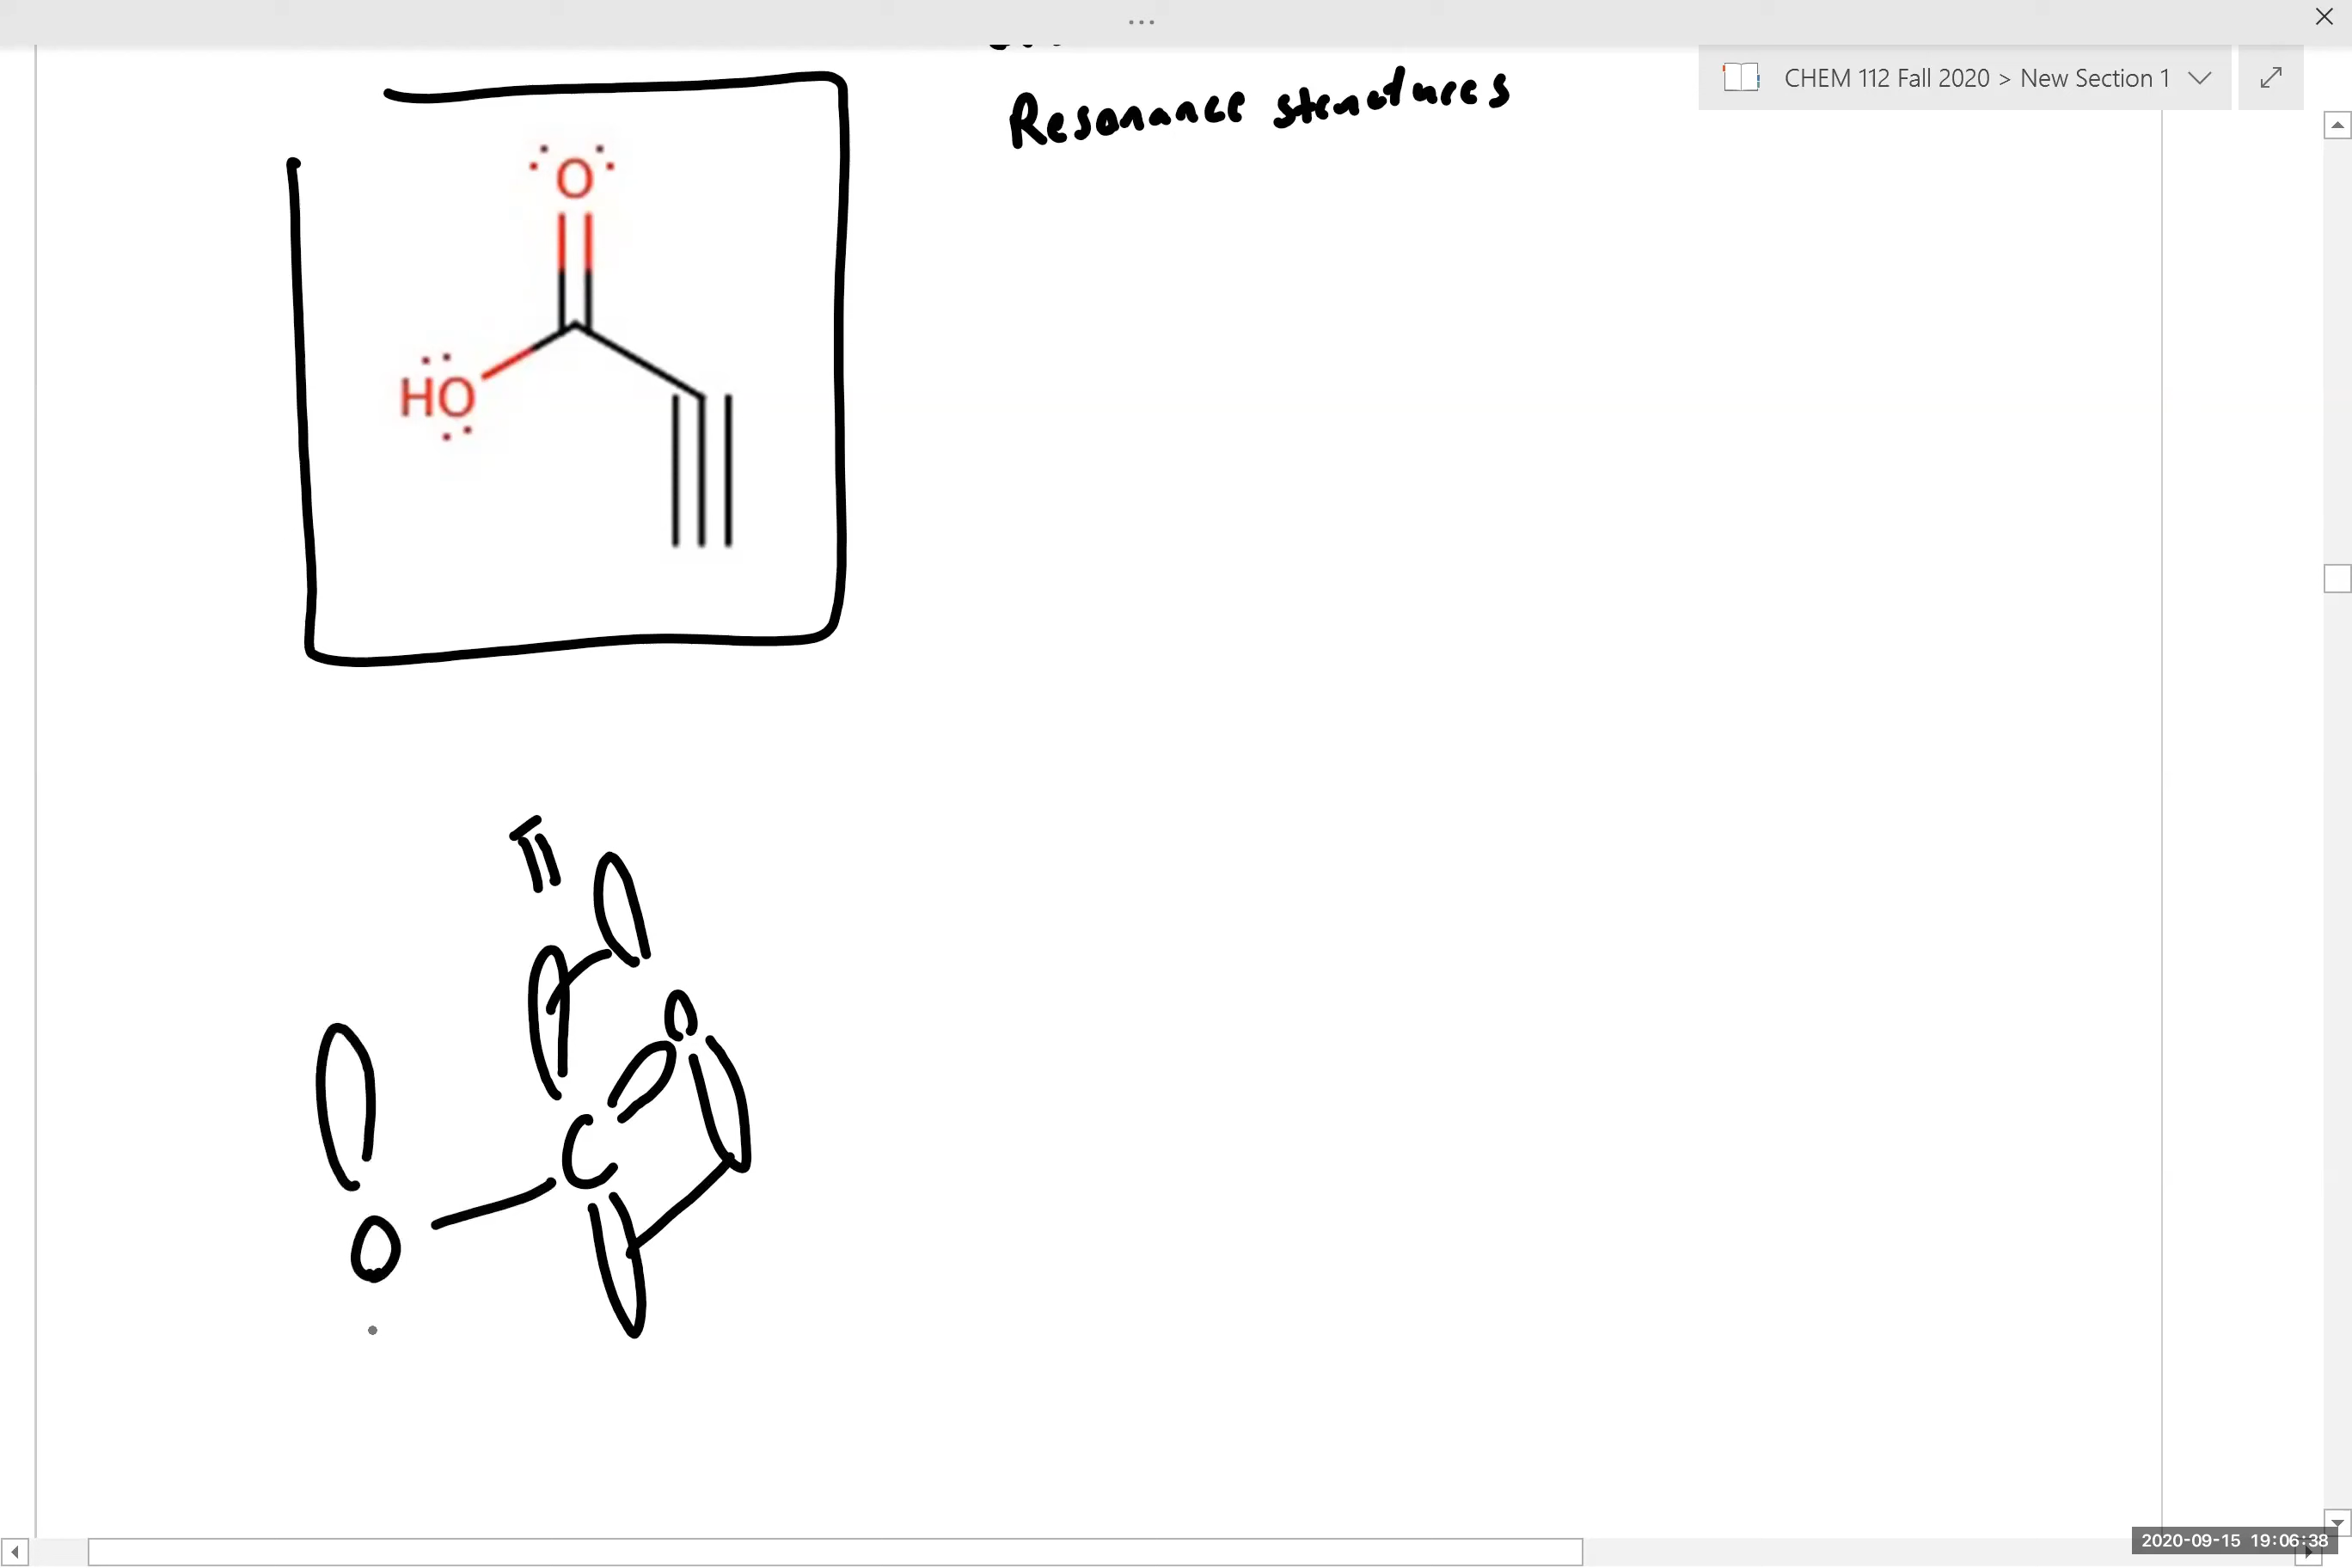 CHEM 112 Fall 2020 > New Section 1
Resonance structures
O
HO
π
O
C
O
2020-09-15 19:06:38